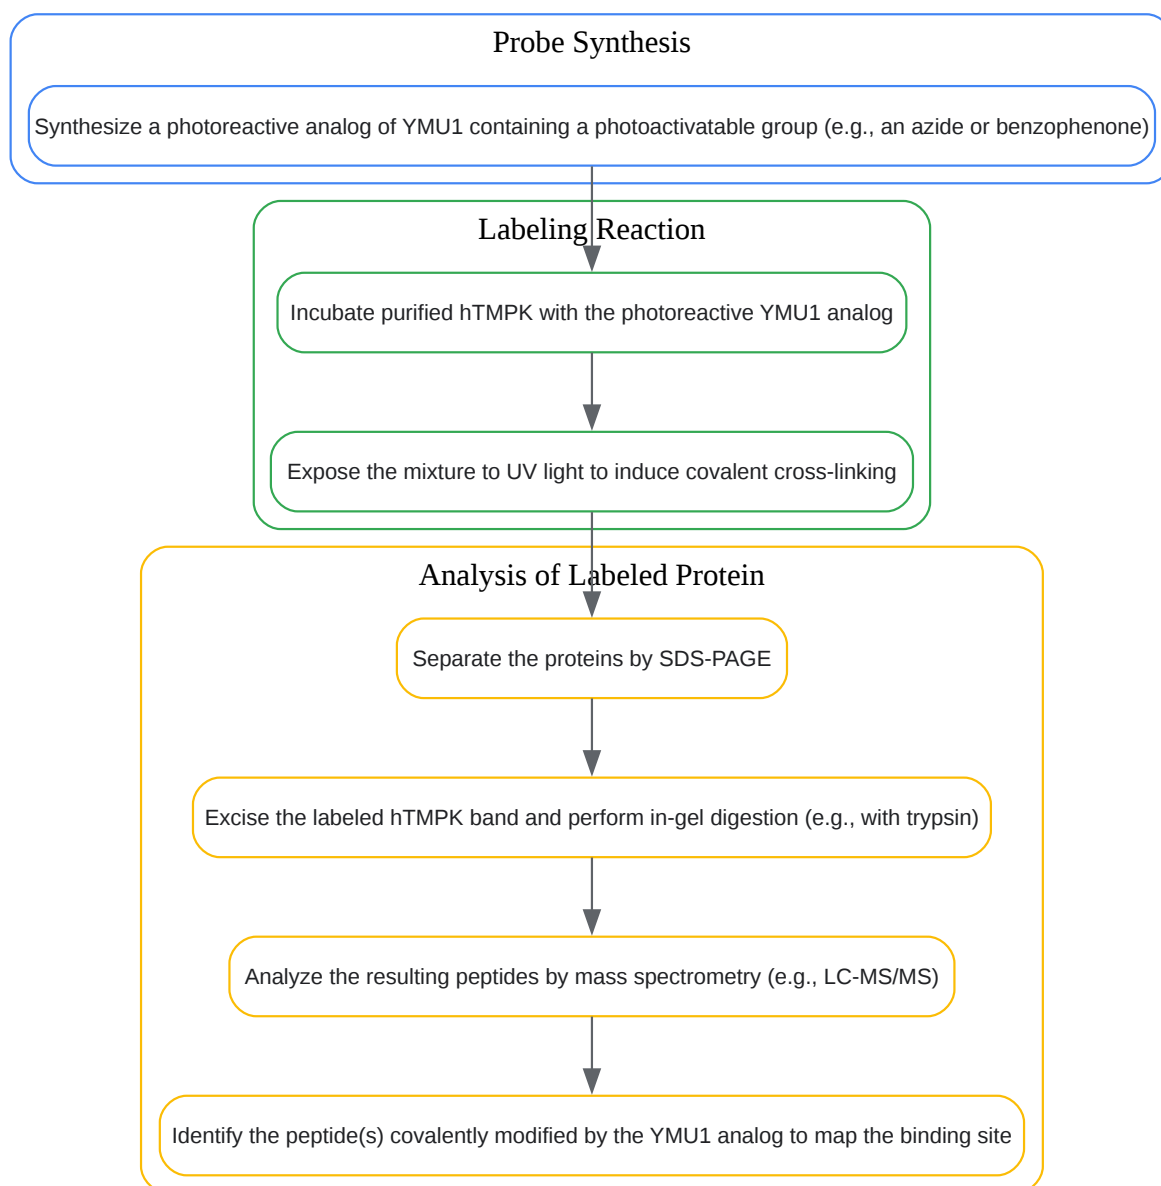 Probe Synthesis
Synthesize a photoreactive analog of YMU1 containing a photoactivatable group (e.g., an azide or benzophenone)
Labeling Reaction
Incubate purified hTMPK with the photoreactive YMU1 analog
Expose the mixture to UV light to induce covalent cross-linking
Analysis of Labeled Protein
Separate the proteins by SDS-PAGE
Excise the labeled hTMPK band and perform in-gel digestion (e.g., with trypsin)
Analyze the resulting peptides by mass spectrometry (e.g., LC-MS/MS)
Identify the peptide(s) covalently modified by the YMU1 analog to map the binding site